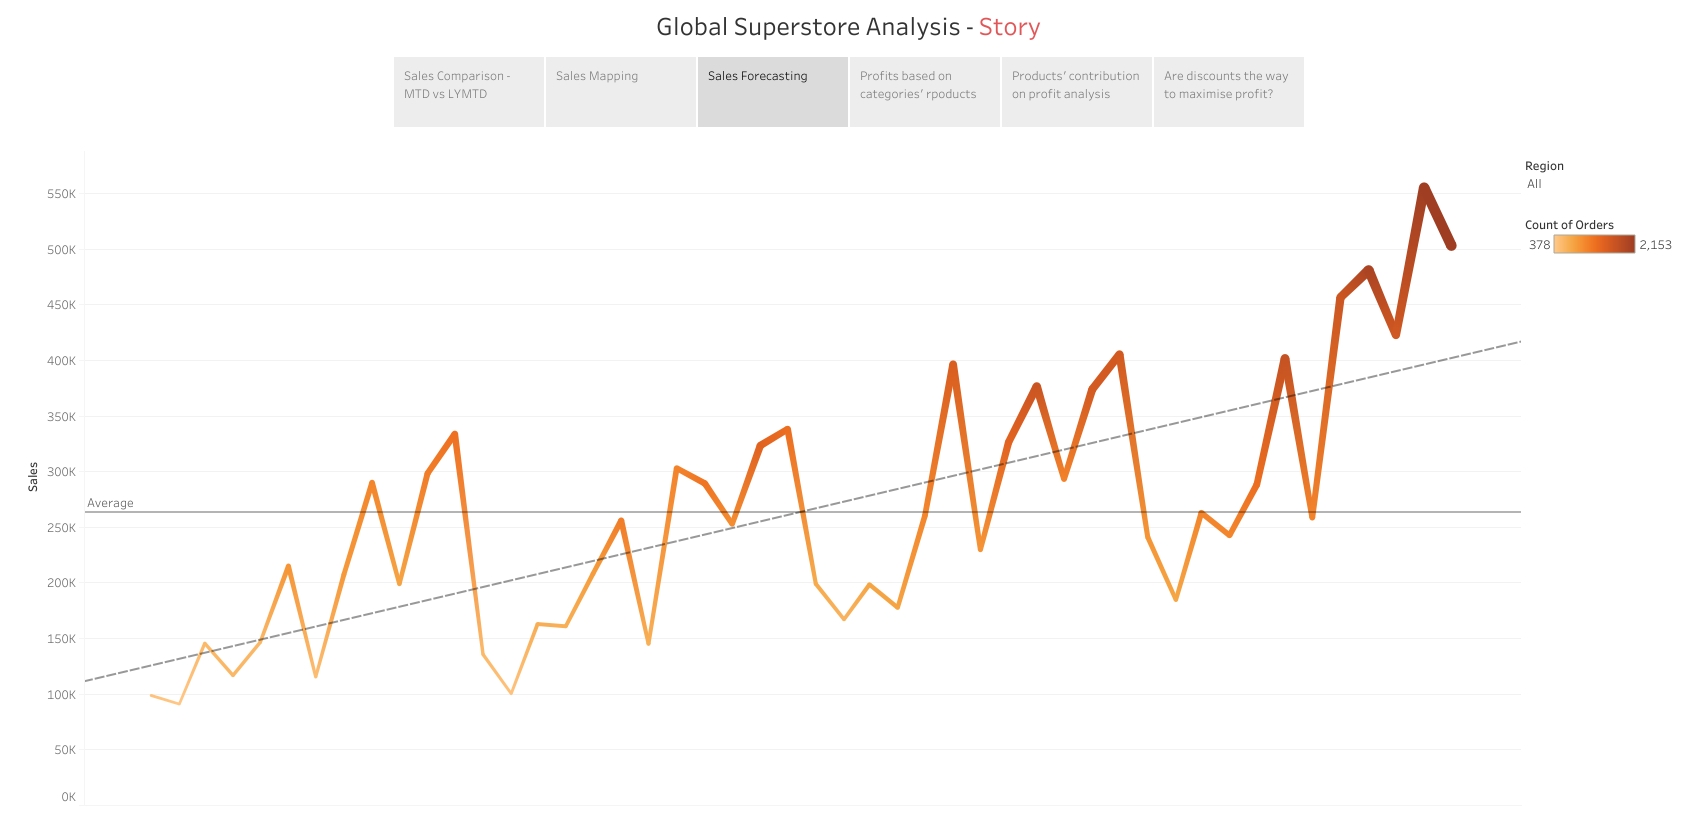 Global Superstore Analysis - Story
Sales Comparison -
MTD vs LYMTD
Sales Mapping
Sales Forecasting
Profits based on
categories' rpoducts
Products' contribution
on profit analysis
Are discounts the way
to maximise profit?
Region
All
Count of Orders
378
2,153
550K
500K
450K
400K
350K
300K
250K
200K
150K
100K
50K
0K
Sales
Average